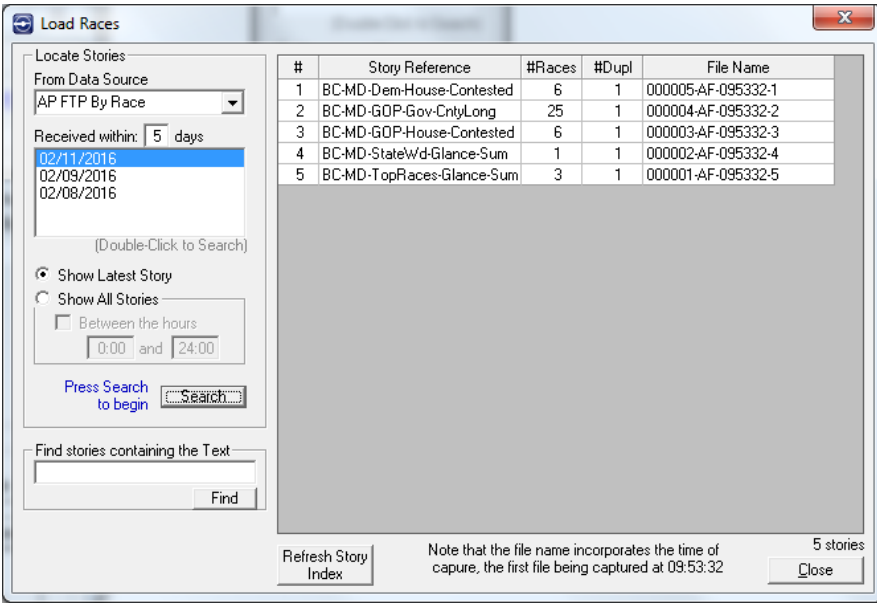 Load Races
Locate Stories
From Data Source
AP FTP By Race
Received within: 5 days
02/11/2016
02/09/2016
02/08/2016
(Double-Click to Search)
Show Latest Story
Show All Stories
Between the hours
0:00 and 24:00
Press Search
to begin
Search
Find stories containing the Text
Find
# Story Reference #Races #Dupl File Name
1 BC-MD-Dem-House-Contested 6 1 000005-AF-095332-1
2 BC-MD-GOP-Gov-CntyLong 25 1 000004-AF-095332-2
3 BC-MD-GOP-House-Contested 6 1 000003-AF-095332-3
4 BC-MD-StateWd-Glance-Sum 1 1 000002-AF-095332-4
5 BC-MD-TopRaces-Glance-Sum 3 1 000001-AF-095332-5
Refresh Story
Index
Note that the file name incorporates the time of
capure, the first file being captured at 09:53:32
5 stories
Close